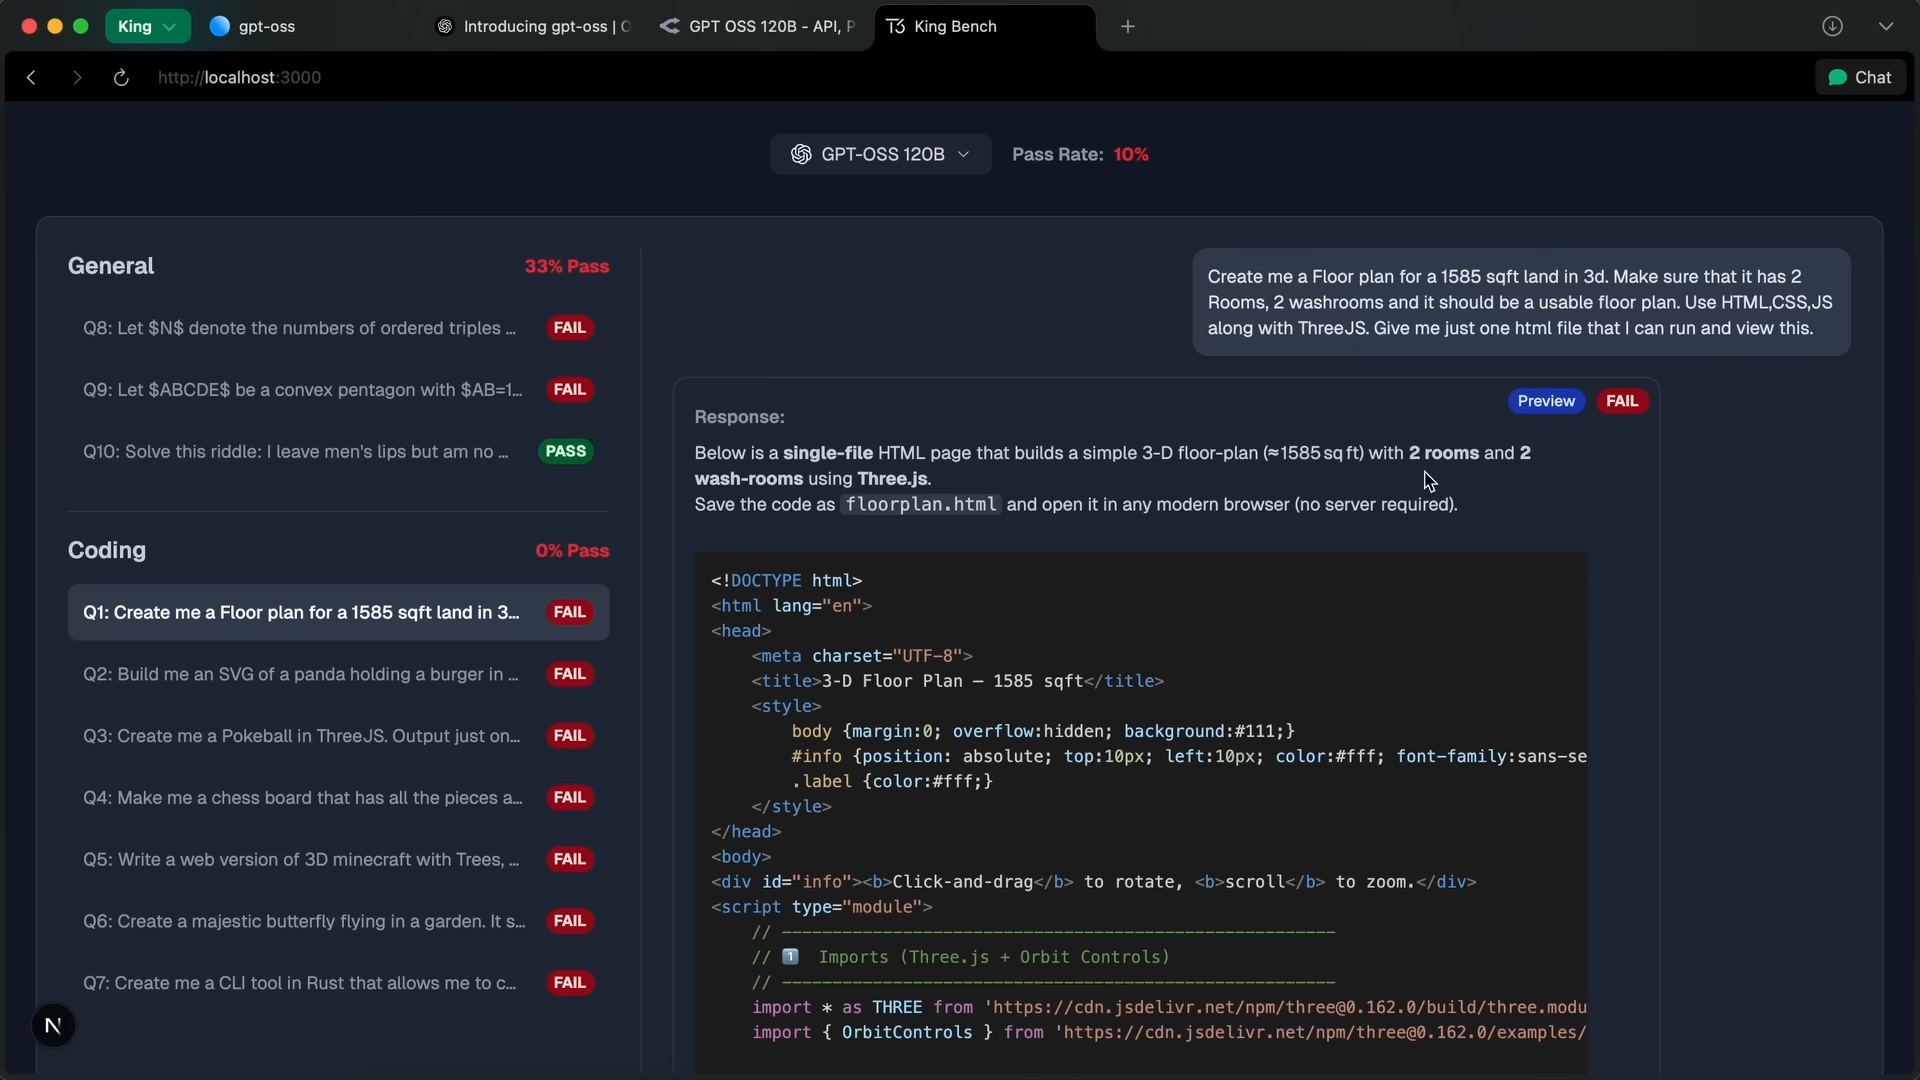 King
gpt-oss
Introducing gpt-oss | O
GPT OSS 120B - API, P
King Bench
http://localhost:3000
Chat
GPT-OSS 120B
Pass Rate: 10%
General
33% Pass
Q8: Let $N$ denote the numbers of ordered triples ...
FAIL
Q9: Let $ABCDE$ be a convex pentagon with $AB=1...
FAIL
Q10: Solve this riddle: I leave men's lips but am no ...
PASS
Coding
0% Pass
Q1: Create me a Floor plan for a 1585 sqft land in 3...
FAIL
Q2: Build me an SVG of a panda holding a burger in ...
FAIL
Q3: Create me a Pokeball in ThreeJS. Output just on...
FAIL
Q4: Make me a chess board that has all the pieces a...
FAIL
Q5: Write a web version of 3D minecraft with Trees, ...
FAIL
Q6: Create a majestic butterfly flying in a garden. It s...
FAIL
Q7: Create me a CLI tool in Rust that allows me to c...
FAIL
N
Create me a Floor plan for a 1585 sqft land in 3d. Make sure that it has 2
Rooms, 2 washrooms and it should be a usable floor plan. Use HTML,CSS,JS
along with ThreeJS. Give me just one html file that I can run and view this.
Preview
FAIL
Response:
Below is a single-file HTML page that builds a simple 3-D floor-plan (≈1585 sq ft) with 2 rooms and 2
wash-rooms using Three.js.
Save the code as floorplan.html and open it in any modern browser (no server required).
<!DOCTYPE html>
<html lang="en">
<head>
<meta charset="UTF-8">
<title>3-D Floor Plan – 1585 sqft</title>
<style>
body {margin:0; overflow:hidden; background:#111;}
#info {position: absolute; top:10px; left:10px; color:#fff; font-family:sans-se
.label {color:#fff;}
</style>
</head>
<body>
<div id="info"><b>Click-and-drag</b> to rotate, <b>scroll</b> to zoom.</div>
<script type="module">
// -------------------------------------------------------
// 1️⃣ Imports (Three.js + Orbit Controls)
// -------------------------------------------------------
import * as THREE from 'https://cdn.jsdelivr.net/npm/three@0.162.0/build/three.modu
import { OrbitControls } from 'https://cdn.jsdelivr.net/npm/three@0.162.0/examples/